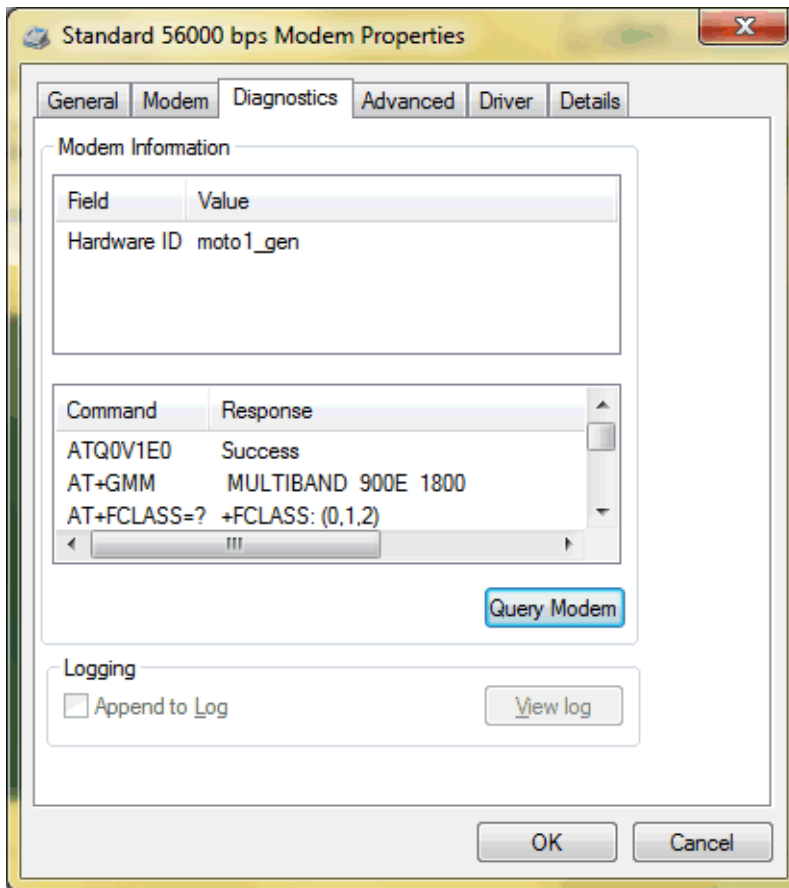 Standard 56000 bps Modem Properties
General Modem Diagnostics Advanced Driver Details
Modem Information
Field Value
Hardware ID moto1_gen
Command Response
ATQ0V1E0 Success
AT+GMM MULTIBAND 900E 1800
AT+FCLASS=? +FCLASS: (0,1,2)
Query Modem
Logging
Append to Log View log
OK Cancel